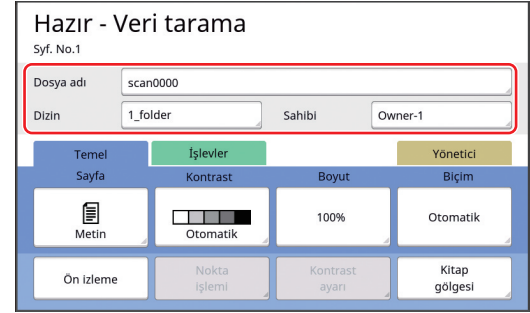 Hazır - Veri tarama
Syf. No.1
Dosya adı scan0000
Dizin 1_folder Sahibi Owner-1
Temel İşlevler Yönetici
Sayfa Kontrast Boyut Biçim
Metin Otomatik 100% Otomatik
Ön izleme Nokta işlemi Kontrast ayarı Kitap gölgesi